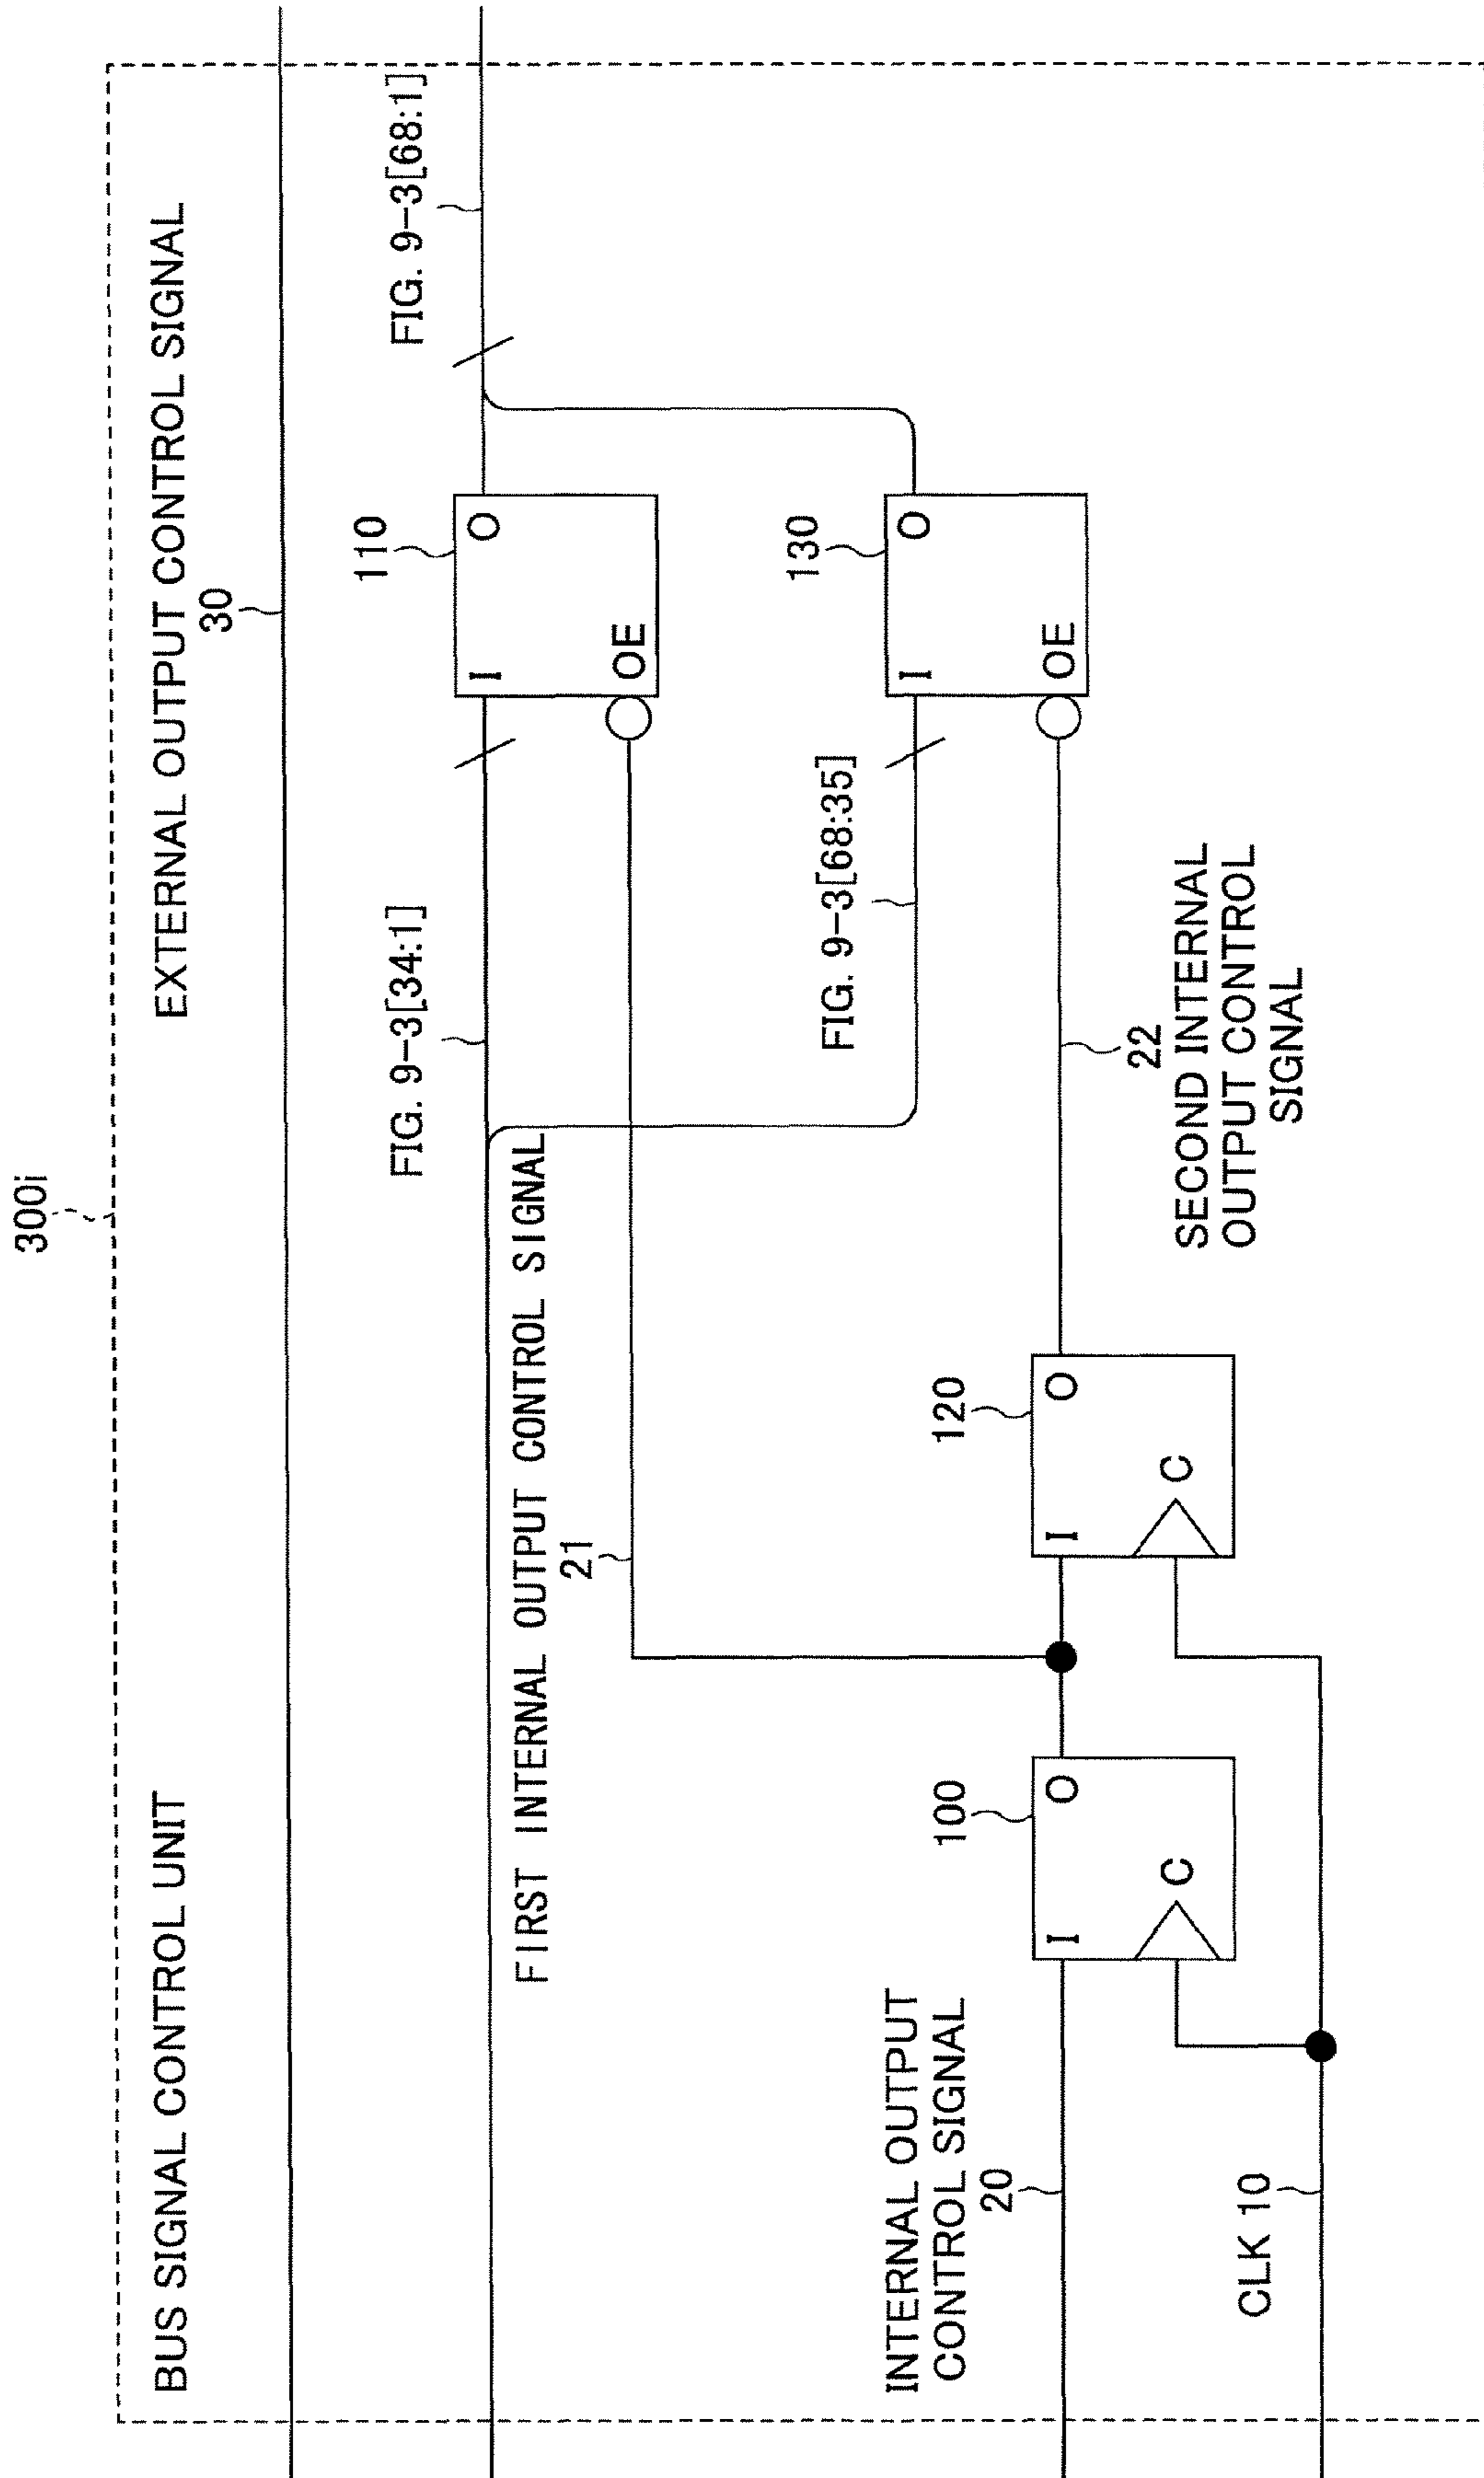 300i
BUS SIGNAL CONTROL UNIT
EXTERNAL OUTPUT CONTROL SIGNAL
30
FIG. 9-3[34:1]
110
FIG. 9-3[68:1]
I
O
OE
FIRST INTERNAL OUTPUT CONTROL SIGNAL
21
FIG. 9-3[68:35]
130
I
O
OE
INTERNAL OUTPUT
CONTROL SIGNAL
20
100
I
O
C
120
I
O
C
22
SECOND INTERNAL
OUTPUT CONTROL
SIGNAL
CLK 10